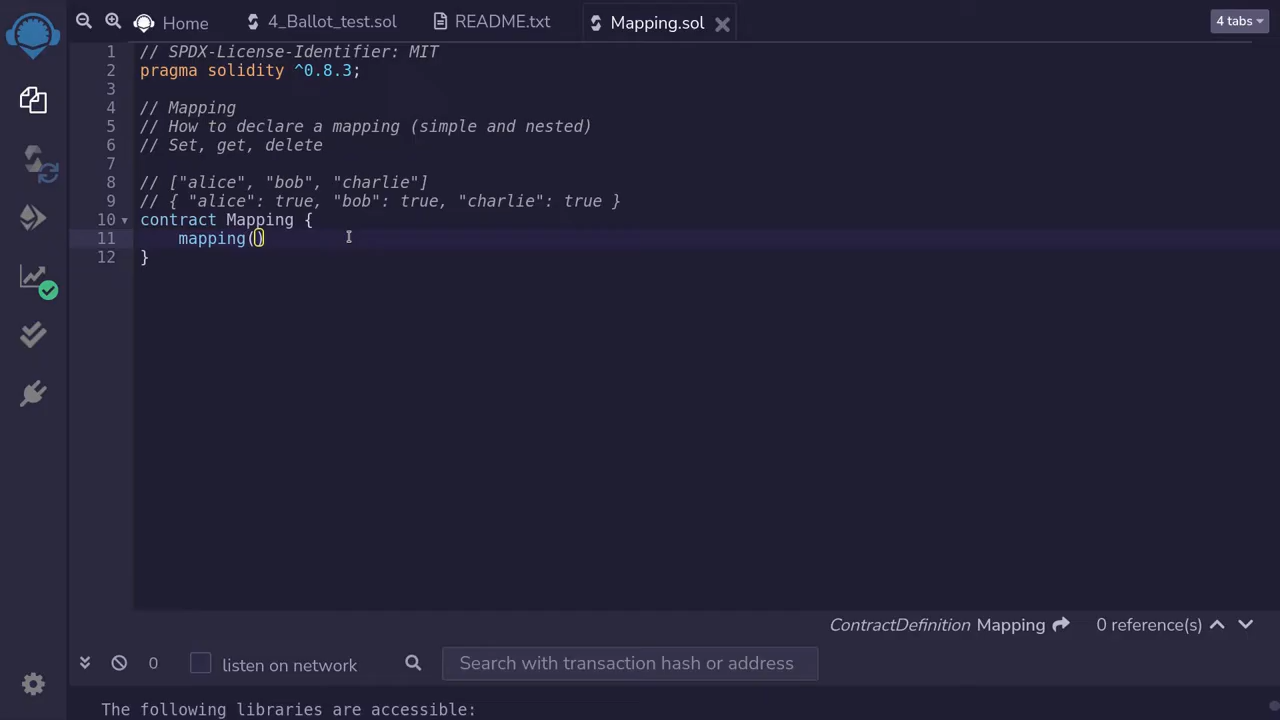 Home
4_Ballot_test.sol
README.txt
Mapping.sol
4 tabs
1 // SPDX-License-Identifier: MIT
2 pragma solidity ^0.8.3;
3
4 // Mapping
5 // How to declare a mapping (simple and nested)
6 // Set, get, delete
7
8 // ["alice", "bob", "charlie"]
9 // { "alice": true, "bob": true, "charlie": true }
10 contract Mapping {
11 mapping()
12 }
ContractDefinition Mapping 0 reference(s)
0 listen on network Search with transaction hash or address
The following libraries are accessible: